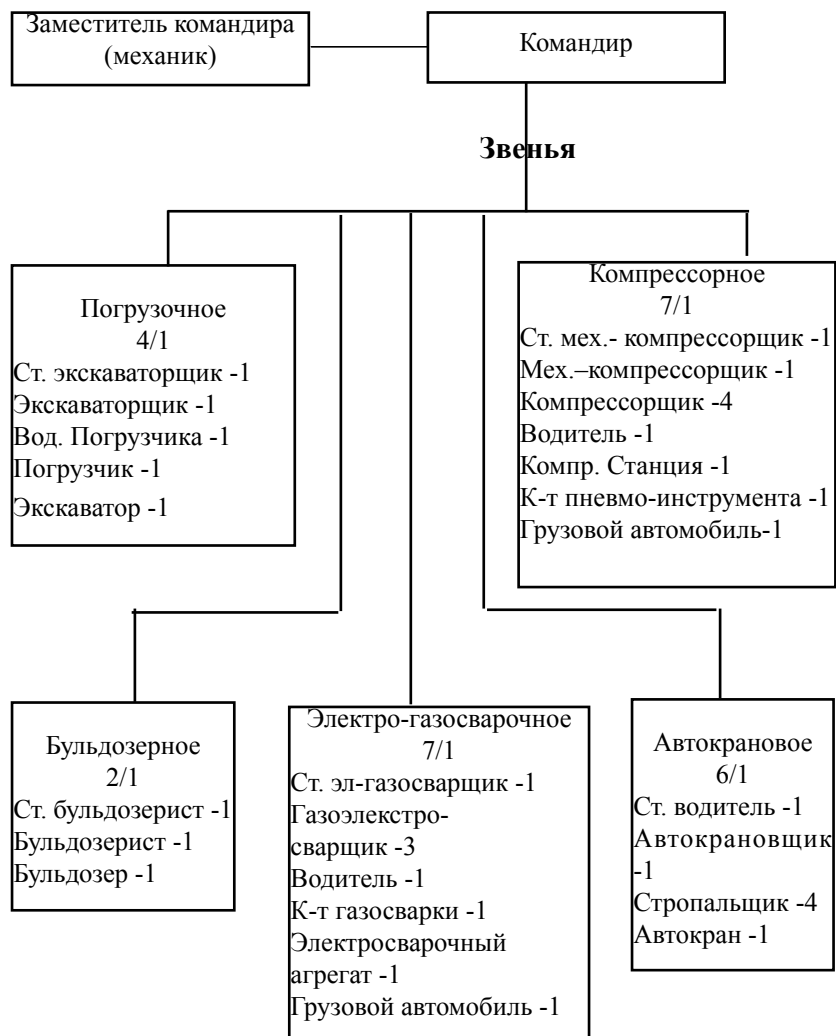 Заместитель командира
(механик)
Командир
Звенья
Погрузочное
4/1
Ст. экскаваторщик -1
Экскаваторщик -1
Вод. Погрузчика -1
Погрузчик -1
Экскаватор -1
Компрессорное
7/1
Ст. мех.- компрессорщик -1
Мех.–компрессорщик -1
Компрессорщик -4
Водитель -1
Компр. Станция -1
К-т пневмо-инструмента -1
Грузовой автомобиль-1
Бульдозерное
2/1
Ст. бульдозерист -1
Бульдозерист -1
Бульдозер -1
Электро-газосварочное
7/1
Ст. эл-газосварщик -1
Газоэлекстро-
сварщик -3
Водитель -1
К-т газосварки -1
Электросварочный
агрегат -1
Грузовой автомобиль -1
Автокрановое
6/1
Ст. водитель -1
Автокрановщик
-1
Стропальщик -4
Автокран -1